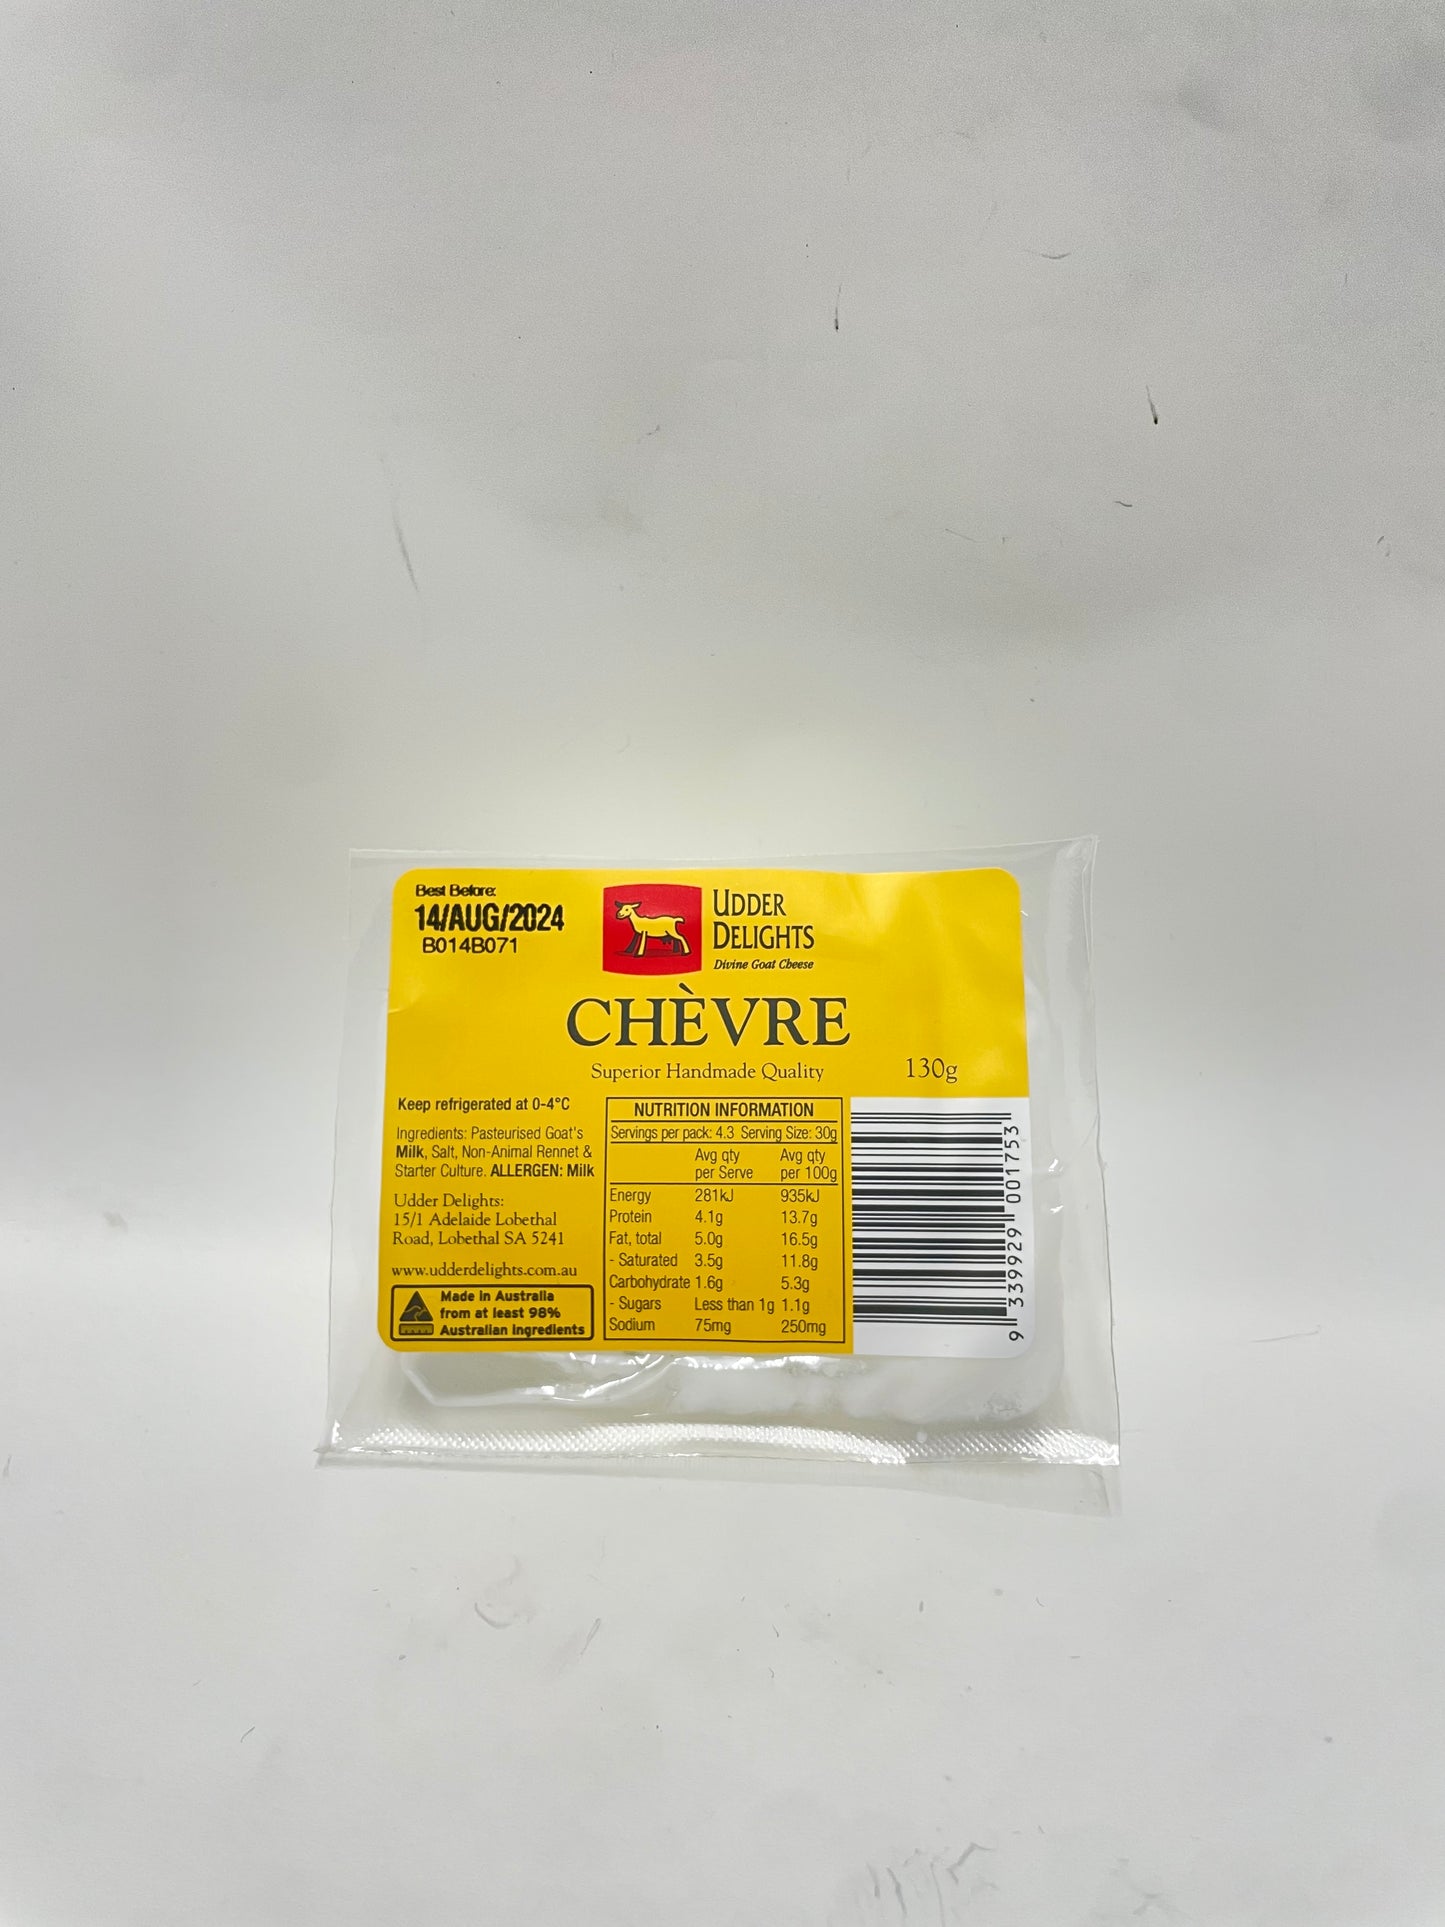 Best Before:
14/AUG/2024
B014B071
UDDER
DELIGHTS
Divine Goat Cheese
CHÈVRE
Superior Handmade Quality
130g
Keep refrigerated at 0-4°C
Ingredients: Pasteurised Goat's
Milk, Salt, Non-Animal Rennet &
Starter Culture. ALLERGEN: Milk
Udder Delights:
15/1 Adelaide Lobethal
Road, Lobethal SA 5241
www.udderdelights.com.au
Made in Australia
from at least 98%
Australian ingredients
NUTRITION INFORMATION
Servings per pack: 4.3 Serving Size: 30g
Avg qty Avg qty
per Serve per 100g
Energy 281kJ 935kJ
Protein 4.1g 13.7g
Fat, total 5.0g 16.5g
- Saturated 3.5g 11.8g
Carbohydrate 1.6g 5.3g
- Sugars Less than 1g 1.1g
Sodium 75mg 250mg
9 339929 001753